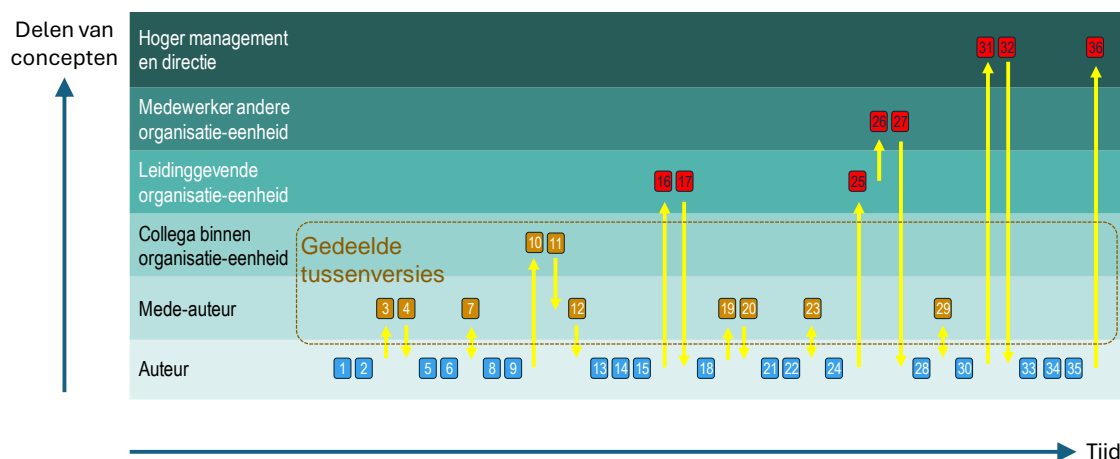 Delen van
concepten
Hoger management
en directie
31 32 36
Medewerker andere
organisatie-eenheid
26 27
Leidinggevende
organisatie-eenheid
16 17 25
Collega binnen
organisatie-eenheid
Gedeelde
tussenversies
10 11
Mede-auteur
3 4 7 12 19 20 23 29
Auteur
1 2 5 6 8 9 13 14 15 18 21 22 24 28 30 33 34 35
Tijd